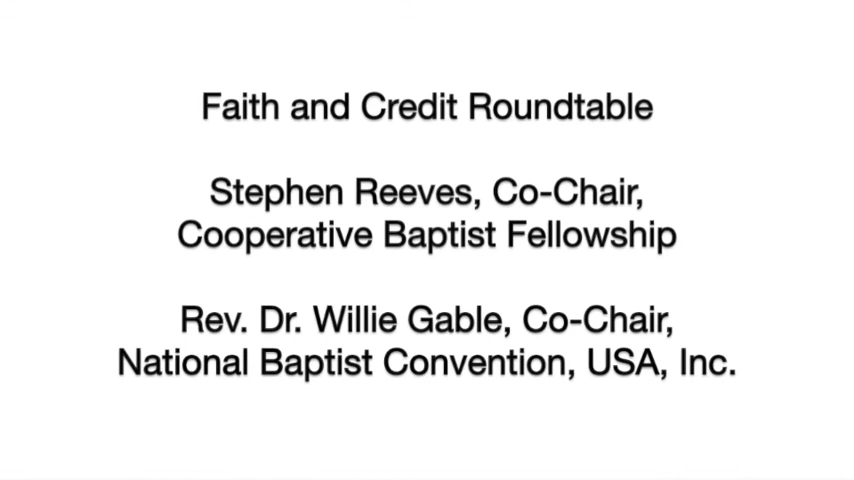 Faith and Credit Roundtable
Stephen Reeves, Co-Chair,
Cooperative Baptist Fellowship
Rev. Dr. Willie Gable, Co-Chair,
National Baptist Convention, USA, Inc.